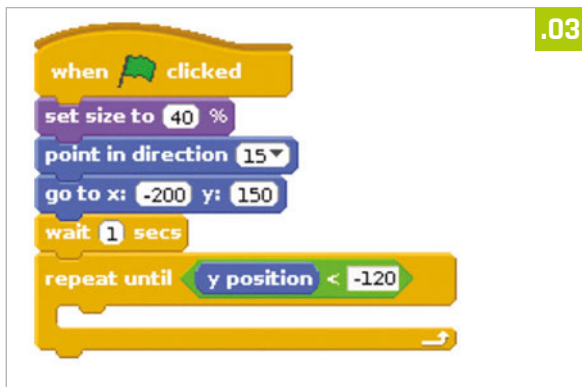 .03
when clicked
set size to 40 %
point in direction 15
go to x: -200 y: 150
wait 1 secs
repeat until y position < -120